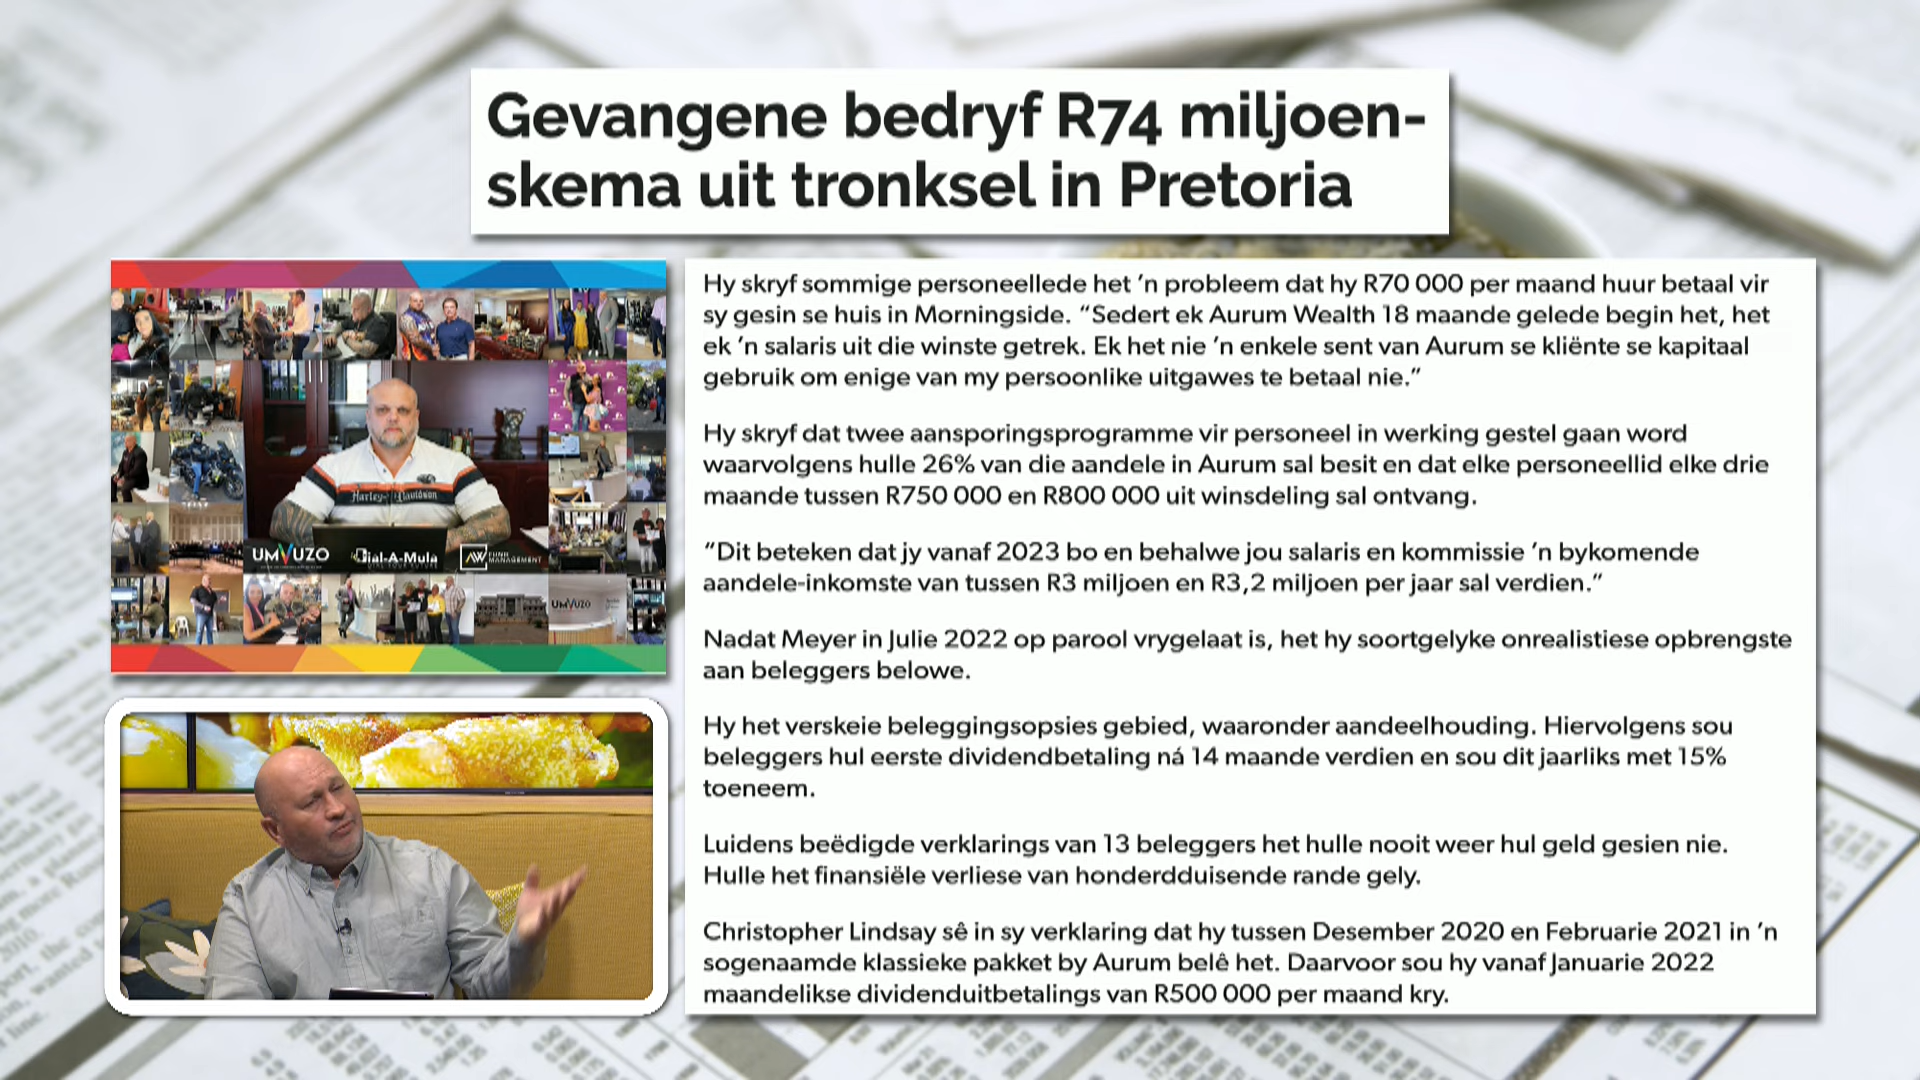 Gevangene bedryf R74 miljoen-
skema uit tronksel in Pretoria
Harley-Davidson
UMVUZO
Dial-A-Mula
DIAL YOUR FUTURE
AW FUND
MANAGEMENT
UMVUZO
Hy skryf sommige personeellede het ’n probleem dat hy R70 000 per maand huur betaal vir
sy gesin se huis in Morningside. “Sedert ek Aurum Wealth 18 maande gelede begin het, het
ek ’n salaris uit die winste getrek. Ek het nie ’n enkele sent van Aurum se kliënte se kapitaal
gebruik om enige van my persoonlike uitgawes te betaal nie.”
Hy skryf dat twee aansporingsprogramme vir personeel in werking gestel gaan word
waarvolgens hulle 26% van die aandele in Aurum sal besit en dat elke personeellid elke drie
maande tussen R750 000 en R800 000 uit winsdeling sal ontvang.
“Dit beteken dat jy vanaf 2023 bo en behalwe jou salaris en kommissie ’n bykomende
aandele-inkomste van tussen R3 miljoen en R3,2 miljoen per jaar sal verdien.”
Nadat Meyer in Julie 2022 op parool vrygelaat is, het hy soortgelyke onrealistiese opbrengste
aan beleggers belowe.
Hy het verskeie beleggingsopsies gebied, waaronder aandeelhouding. Hiervolgens sou
beleggers hul eerste dividendbetaling ná 14 maande verdien en sou dit jaarliks met 15%
toeneem.
Luidens beëdigde verklarings van 13 beleggers het hulle nooit weer hul geld gesien nie.
Hulle het finansiële verliese van honderdduisende rande gely.
Christopher Lindsay sê in sy verklaring dat hy tussen Desember 2020 en Februarie 2021 in ’n
sogenaamde klassieke pakket by Aurum belê het. Daarvoor sou hy vanaf Januarie 2022
maandelikse dividenduitbetalings van R500 000 per maand kry.